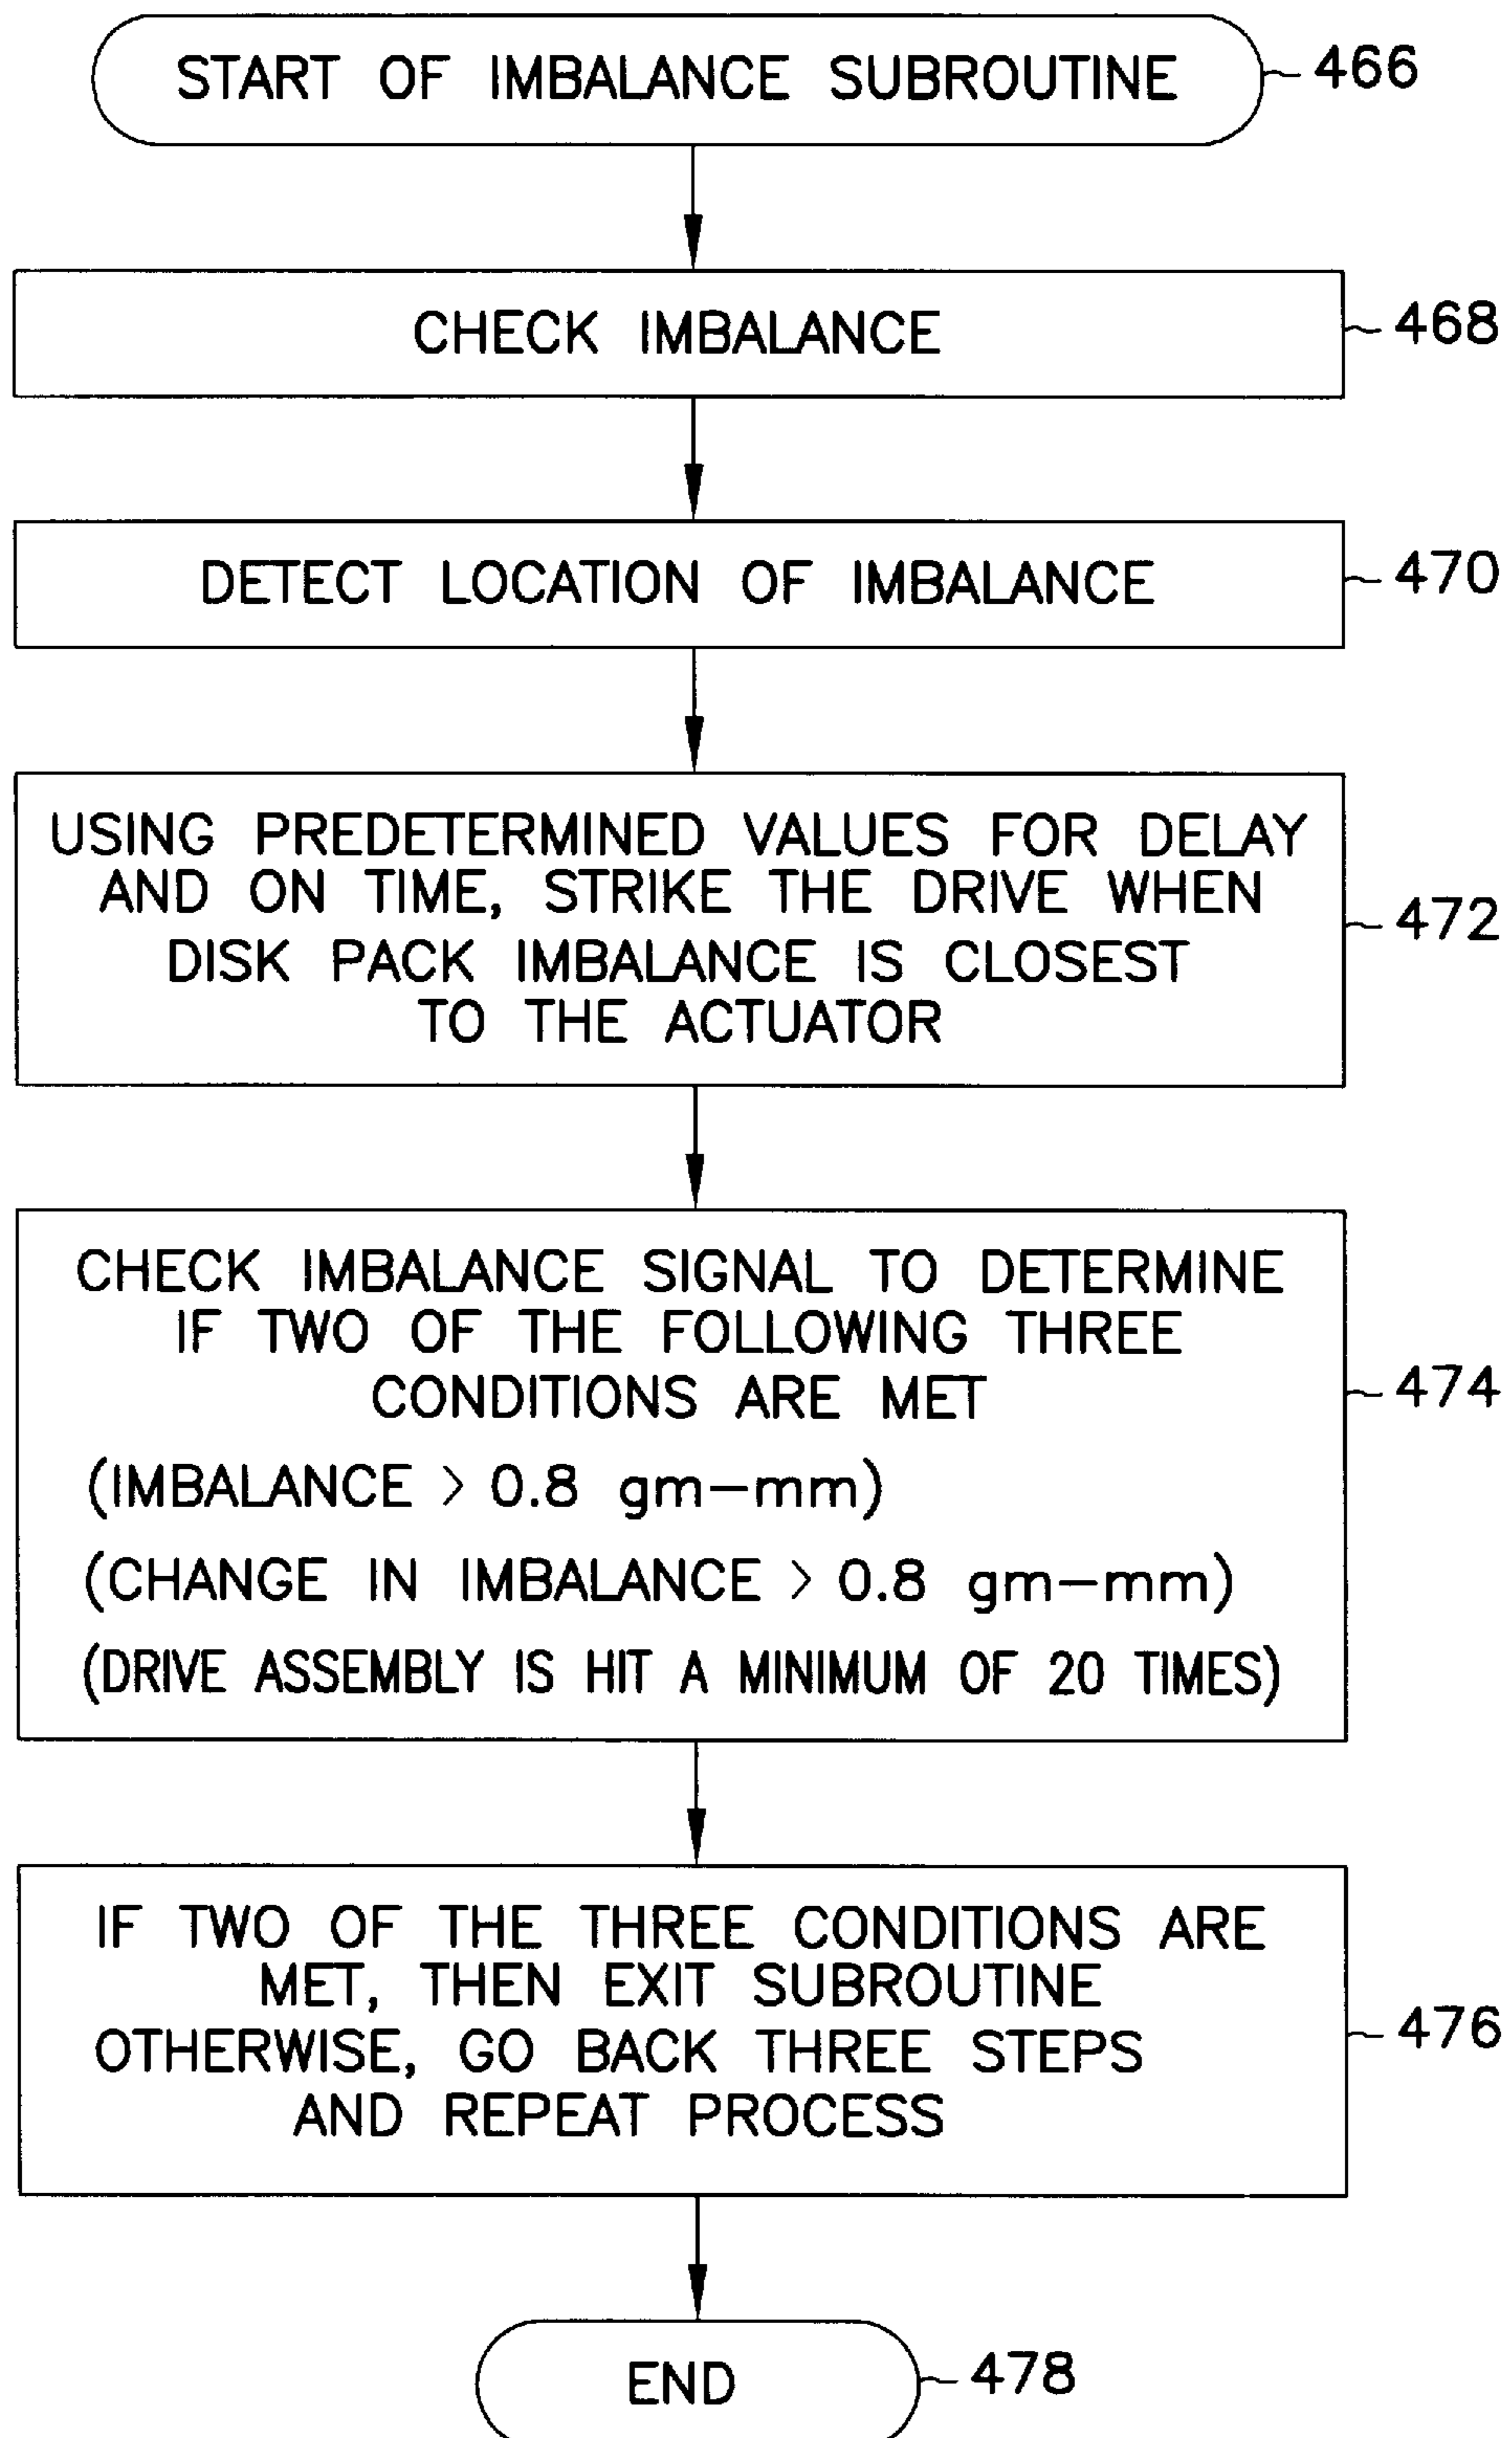 START OF IMBALANCE SUBROUTINE 466
CHECK IMBALANCE 468
DETECT LOCATION OF IMBALANCE 470
USING PREDETERMINED VALUES FOR DELAY
AND ON TIME, STRIKE THE DRIVE WHEN
DISK PACK IMBALANCE IS CLOSEST
TO THE ACTUATOR
472
CHECK IMBALANCE SIGNAL TO DETERMINE
IF TWO OF THE FOLLOWING THREE
CONDITIONS ARE MET
(IMBALANCE > 0.8 gm-mm)
(CHANGE IN IMBALANCE > 0.8 gm-mm)
(DRIVE ASSEMBLY IS HIT A MINIMUM OF 20 TIMES)
474
IF TWO OF THE THREE CONDITIONS ARE
MET, THEN EXIT SUBROUTINE
OTHERWISE, GO BACK THREE STEPS
AND REPEAT PROCESS
476
END 478